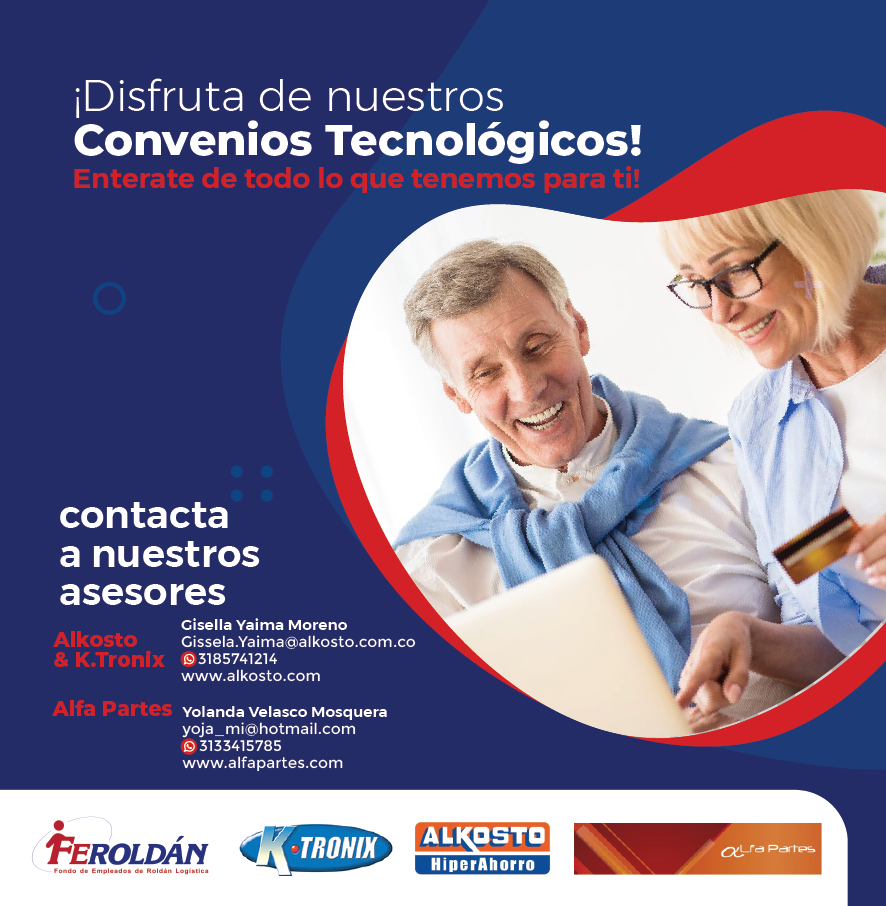 ¡Disfruta de nuestros
Convenios Tecnológicos!
Enterate de todo lo que tenemos para ti!
contacta
a nuestros
asesores
Alkosto
& K.Tronix
Gisella Yaima Moreno
Gissela.Yaima@alkosto.com.co
3185741214
www.alkosto.com
Alfa Partes
Yolanda Velasco Mosquera
yoja_mi@hotmail.com
3133415785
www.alfapartes.com
FEROLDÁN
Fondo de Empleados de Roldán Logística
K·TRONIX
ALKOSTO
HiperAhorro
αLfa Partes